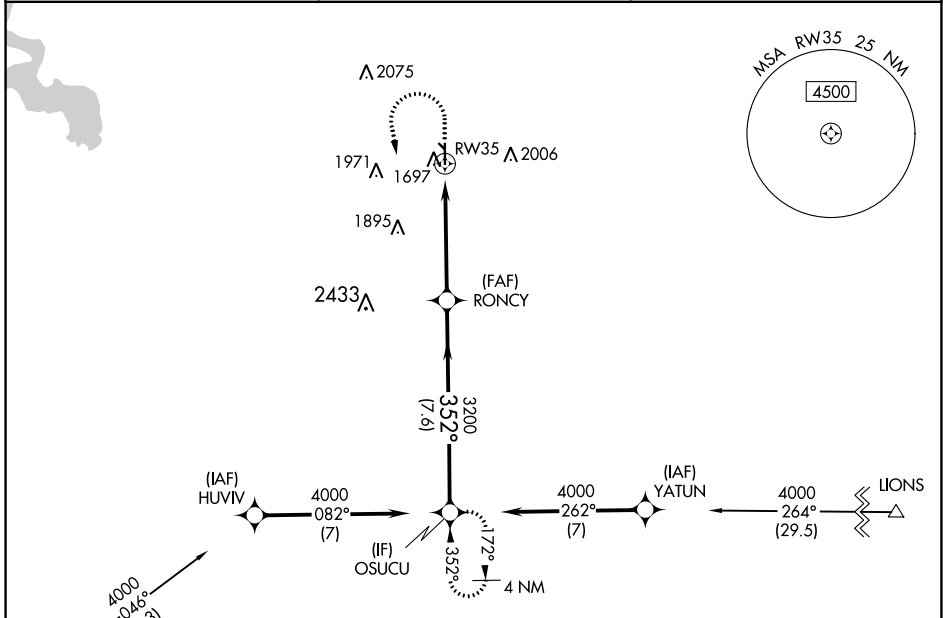 MSA RW35 25 NM
4500
2075
RW35
2006
1971
1697
1895
(FAF)
RONCY
2433
3200
352°
(7.6)
(IAF)
HUVIV
4000
082°
(7)
(IF)
OSUCU
4000
262°
(7)
(IAF)
YATUN
4000
264°
(29.5)
LIONS
172°
352°
4 NM
4000
046°